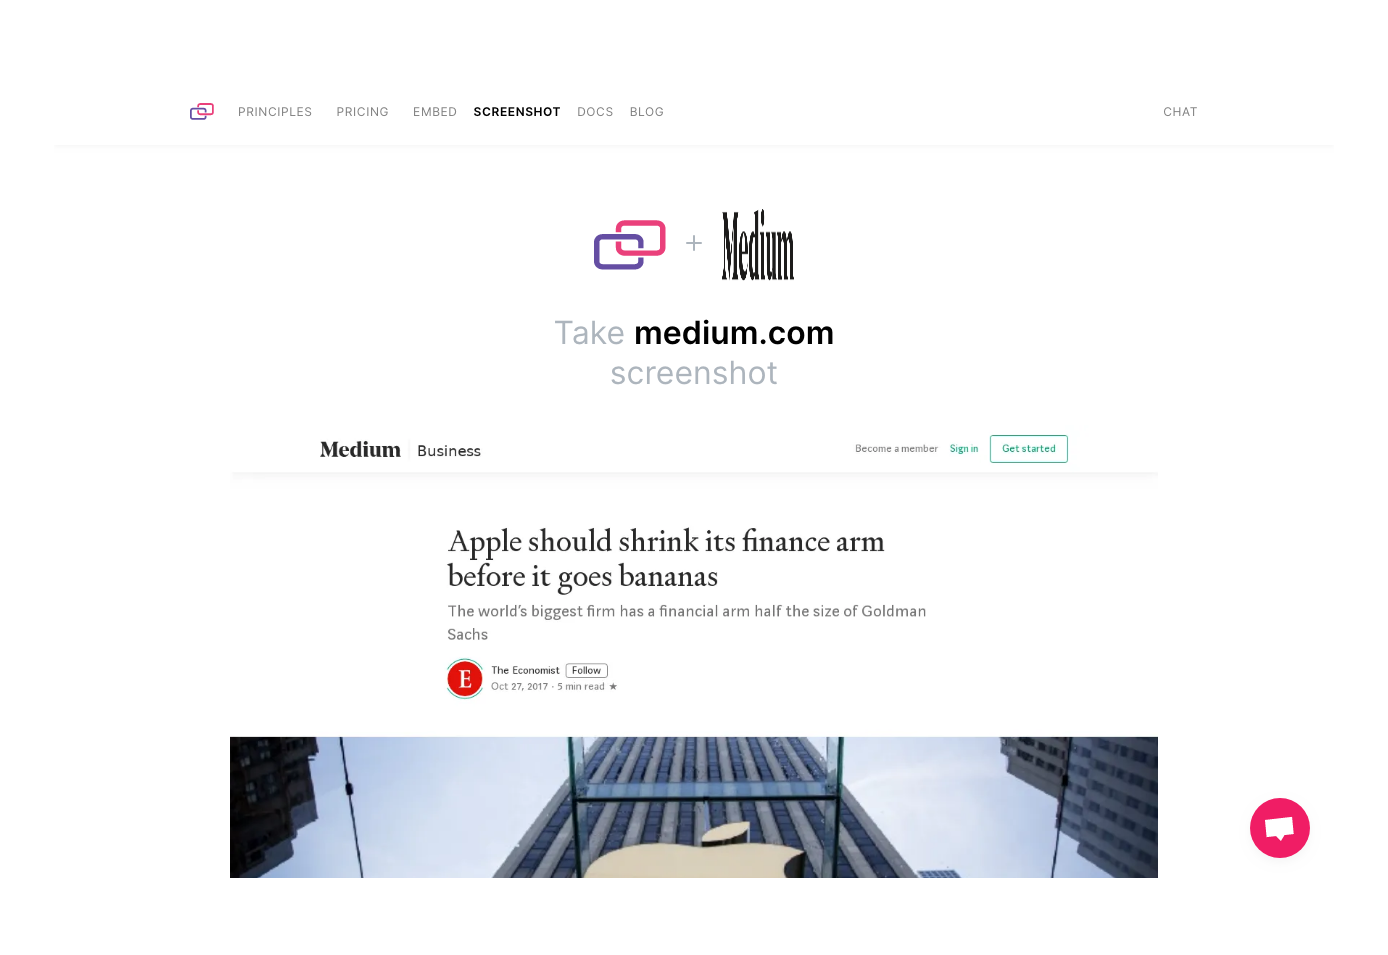 PRINCIPLES PRICING EMBED SCREENSHOT DOCS BLOG CHAT
Medium
Take medium.com
screenshot
Medium Business Become a member Sign in Get started
Apple should shrink its finance arm
before it goes bananas
The world's biggest firm has a financial arm half the size of Goldman
Sachs
E
The Economist Follow
Oct 27, 2017 · 5 min read ★